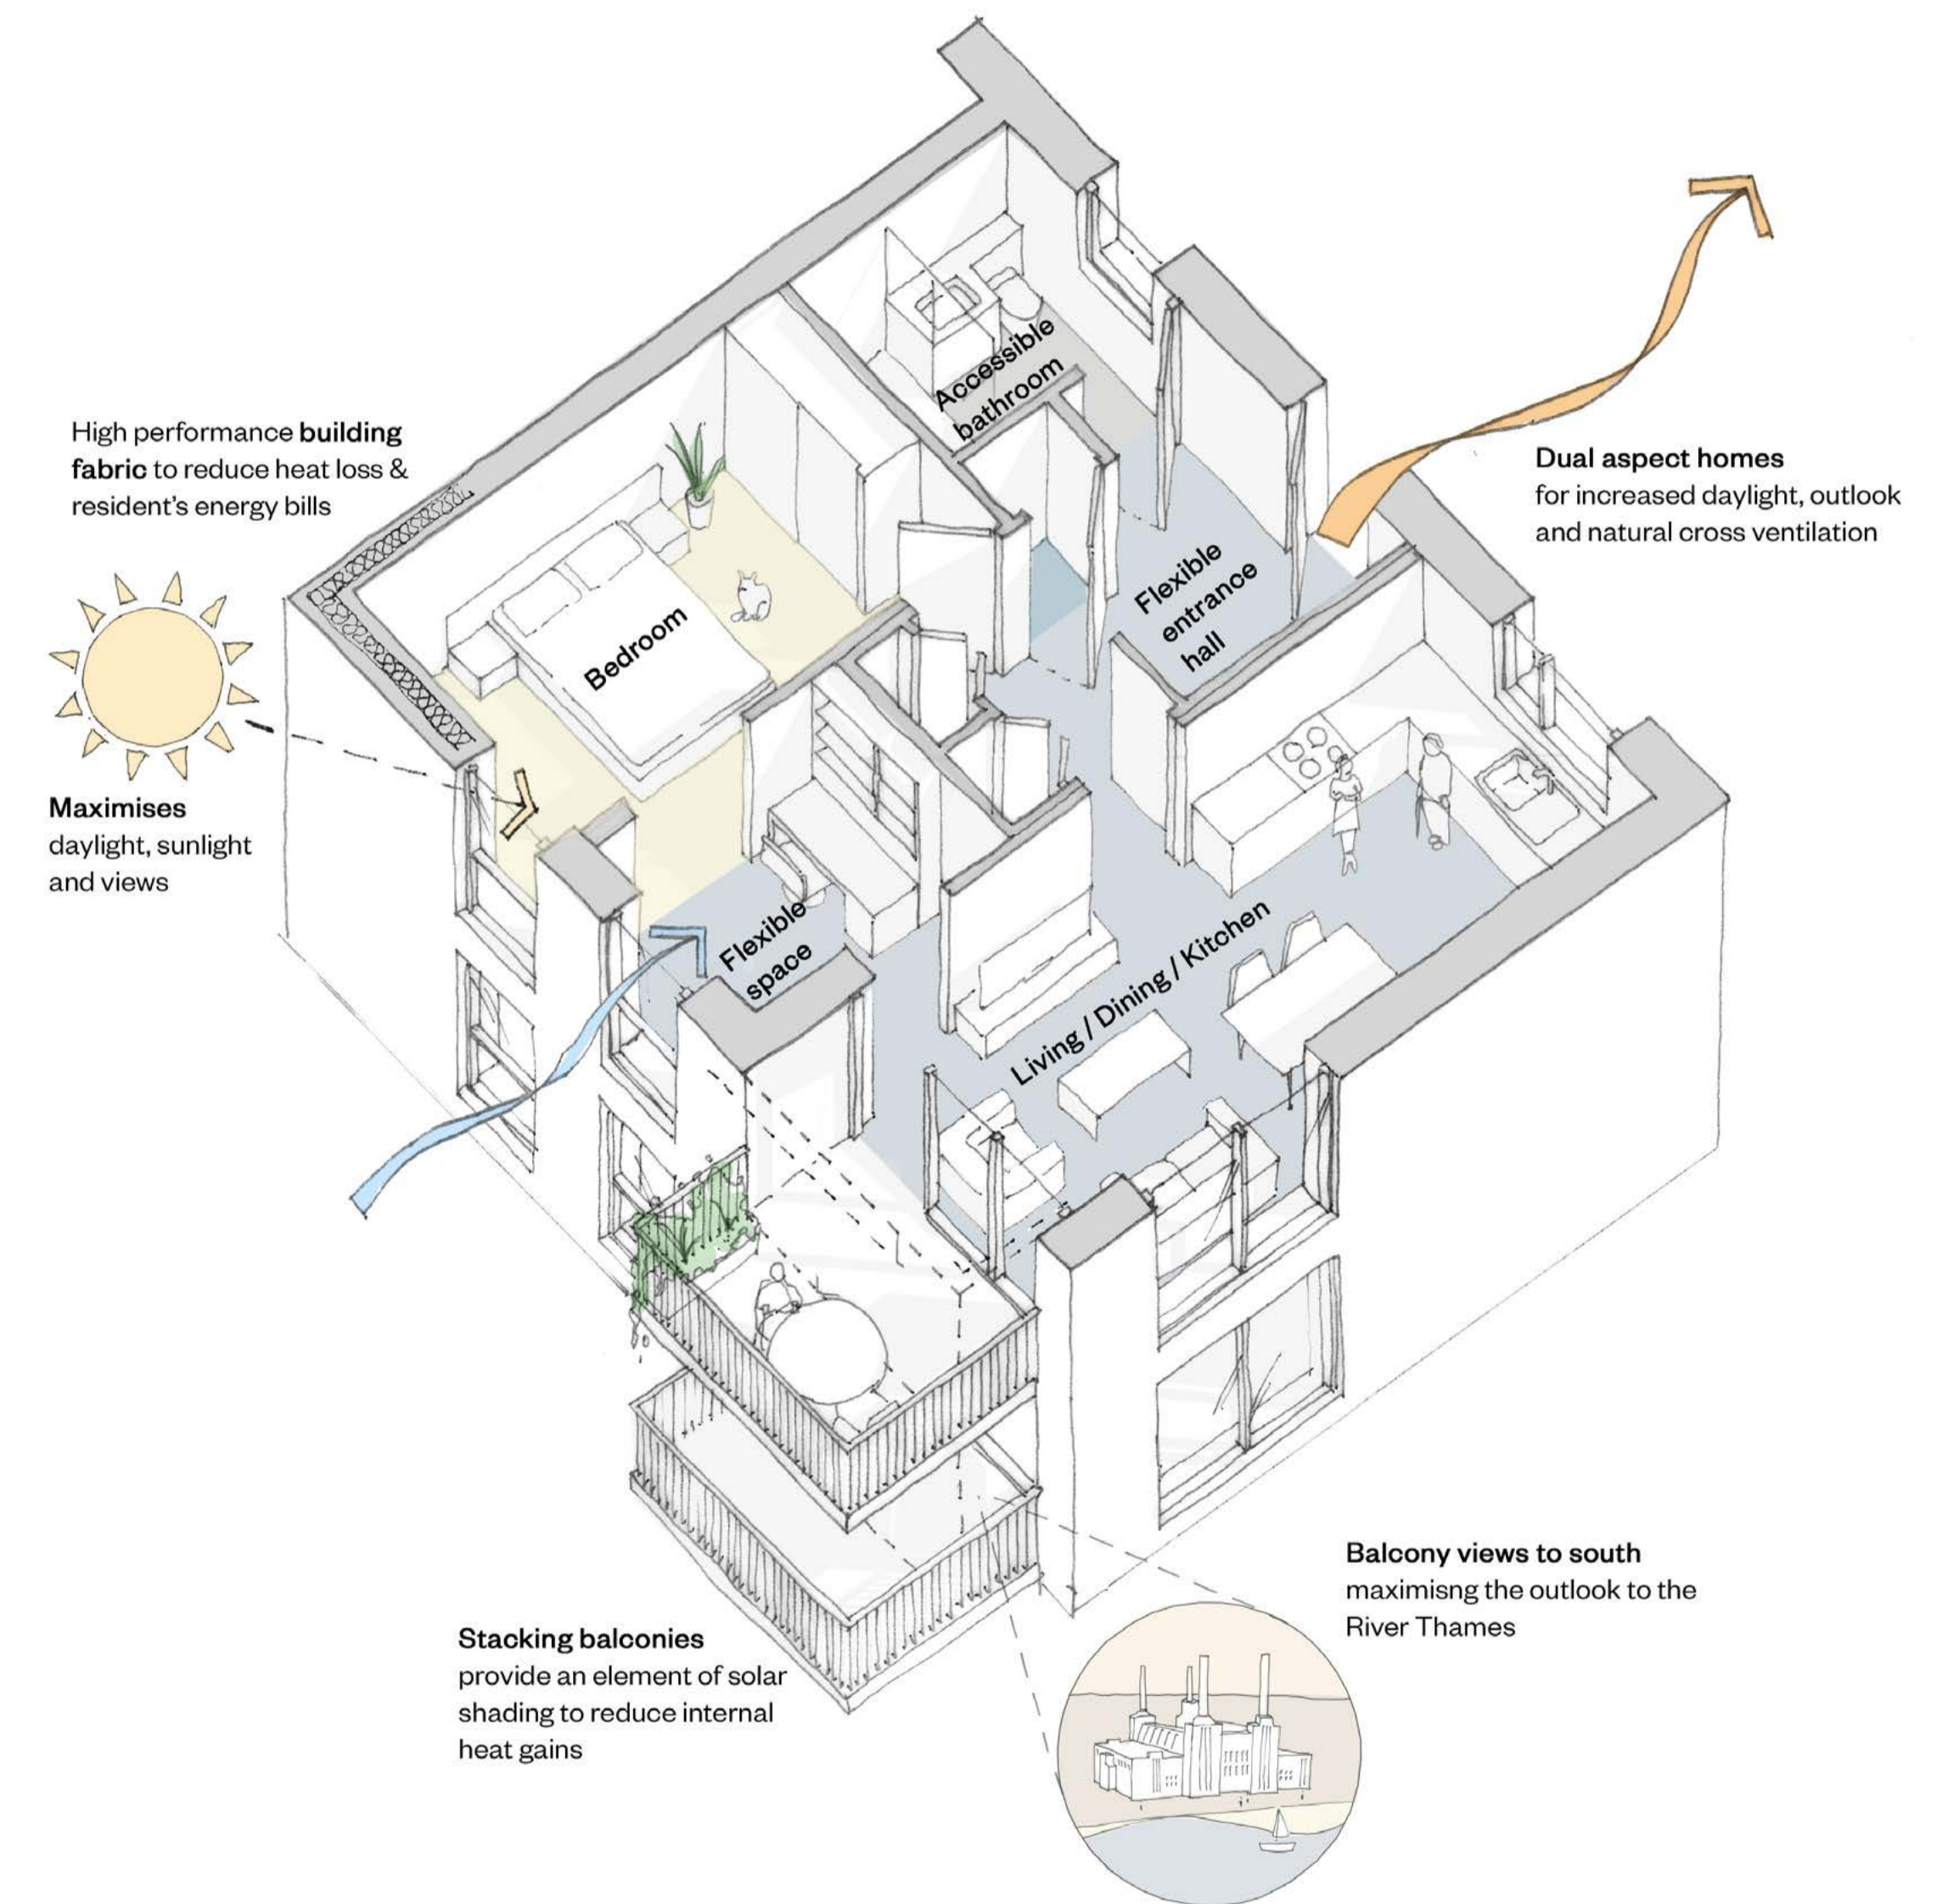 High performance building
fabric to reduce heat loss &
resident's energy bills
Maximises
daylight, sunlight
and views
Accessible
bathroom
Bedroom
Flexible
entrance
hall
Flexible
space
Living / Dining / Kitchen
Dual aspect homes
for increased daylight, outlook
and natural cross ventilation
Stacking balconies
provide an element of solar
shading to reduce internal
heat gains
Balcony views to south
maximisng the outlook to the
River Thames